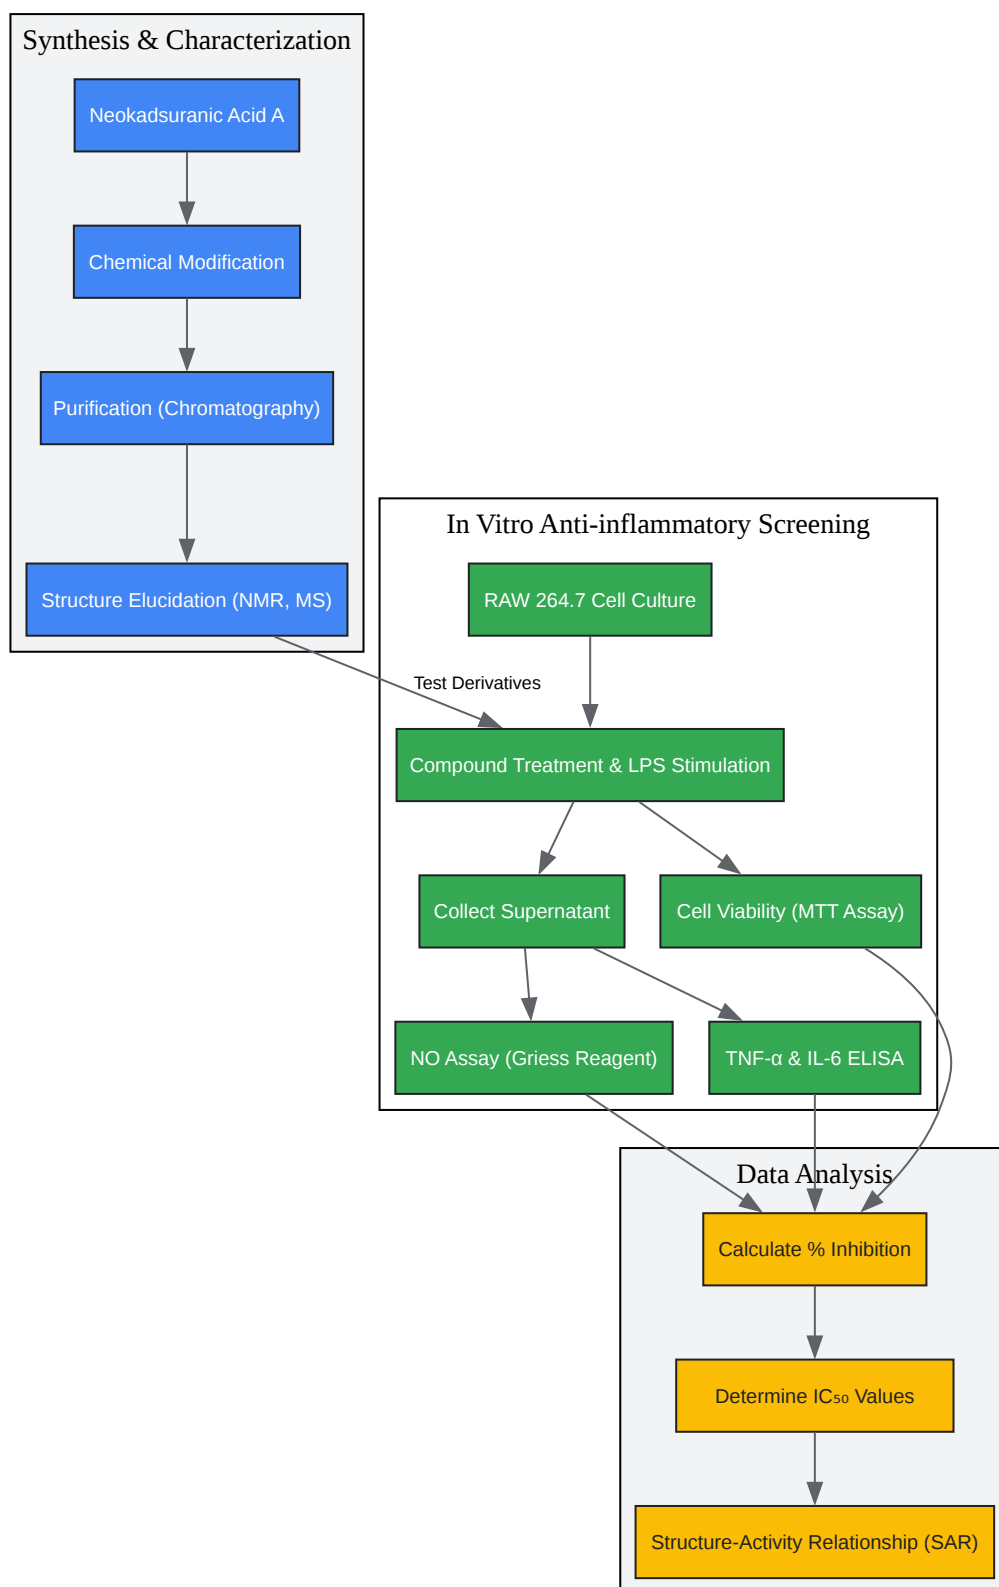 Synthesis & Characterization
Neokadsuranic Acid A
Chemical Modification
Purification (Chromatography)
Structure Elucidation (NMR, MS)
In Vitro Anti-inflammatory Screening
RAW 264.7 Cell Culture
Test Derivatives
Compound Treatment & LPS Stimulation
Collect Supernatant
Cell Viability (MTT Assay)
NO Assay (Griess Reagent)
TNF-α & IL-6 ELISA
Data Analysis
Calculate % Inhibition
Determine IC₅₀ Values
Structure-Activity Relationship (SAR)